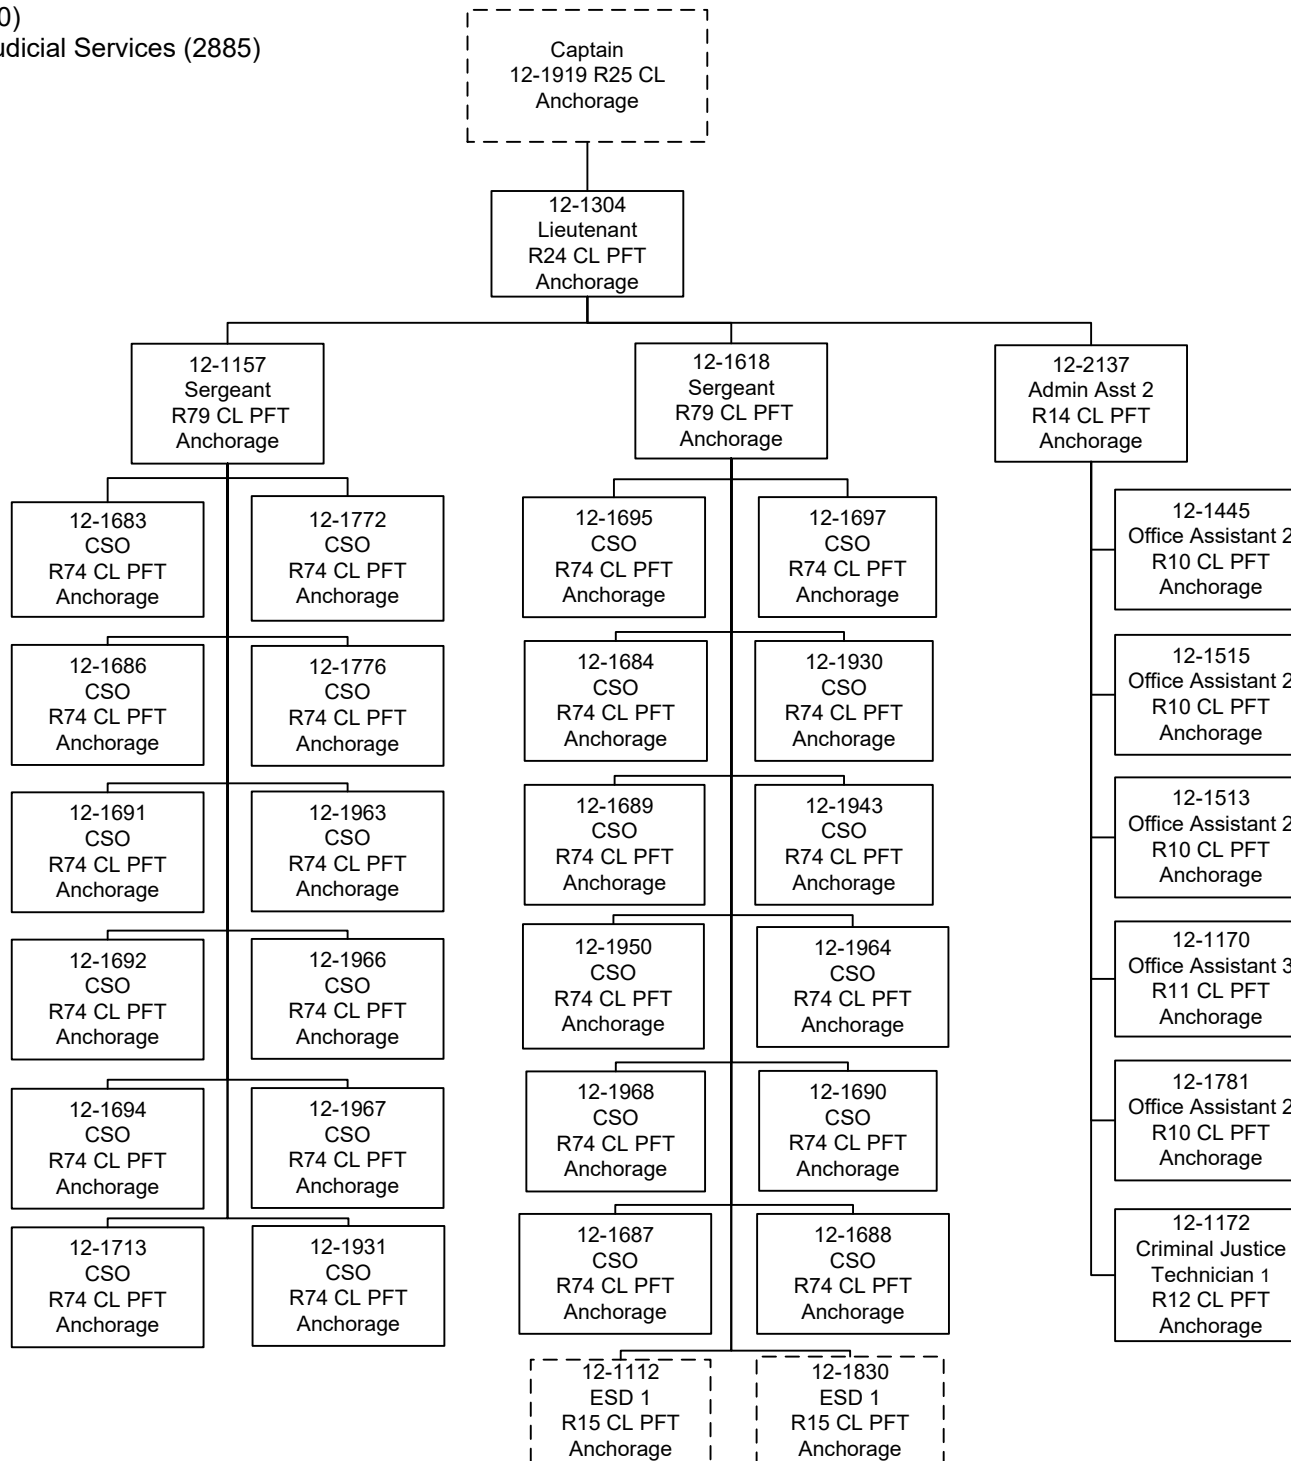 0)
udicial Services (2885)
Captain
12-1919 R25 CL
Anchorage
12-1304
Lieutenant
R24 CL PFT
Anchorage
12-1157
Sergeant
R79 CL PFT
Anchorage
12-1618
Sergeant
R79 CL PFT
Anchorage
12-2137
Admin Asst 2
R14 CL PFT
Anchorage
12-1683
CSO
R74 CL PFT
Anchorage
12-1772
CSO
R74 CL PFT
Anchorage
12-1695
CSO
R74 CL PFT
Anchorage
12-1697
CSO
R74 CL PFT
Anchorage
12-1445
Office Assistant 2
R10 CL PFT
Anchorage
12-1686
CSO
R74 CL PFT
Anchorage
12-1776
CSO
R74 CL PFT
Anchorage
12-1684
CSO
R74 CL PFT
Anchorage
12-1930
CSO
R74 CL PFT
Anchorage
12-1515
Office Assistant 2
R10 CL PFT
Anchorage
12-1691
CSO
R74 CL PFT
Anchorage
12-1963
CSO
R74 CL PFT
Anchorage
12-1689
CSO
R74 CL PFT
Anchorage
12-1943
CSO
R74 CL PFT
Anchorage
12-1513
Office Assistant 2
R10 CL PFT
Anchorage
12-1692
CSO
R74 CL PFT
Anchorage
12-1966
CSO
R74 CL PFT
Anchorage
12-1950
CSO
R74 CL PFT
Anchorage
12-1964
CSO
R74 CL PFT
Anchorage
12-1170
Office Assistant 3
R11 CL PFT
Anchorage
12-1694
CSO
R74 CL PFT
Anchorage
12-1967
CSO
R74 CL PFT
Anchorage
12-1968
CSO
R74 CL PFT
Anchorage
12-1690
CSO
R74 CL PFT
Anchorage
12-1781
Office Assistant 2
R10 CL PFT
Anchorage
12-1713
CSO
R74 CL PFT
Anchorage
12-1931
CSO
R74 CL PFT
Anchorage
12-1687
CSO
R74 CL PFT
Anchorage
12-1688
CSO
R74 CL PFT
Anchorage
12-1172
Criminal Justice
Technician 1
R12 CL PFT
Anchorage
12-1112
ESD 1
R15 CL PFT
Anchorage
12-1830
ESD 1
R15 CL PFT
Anchorage